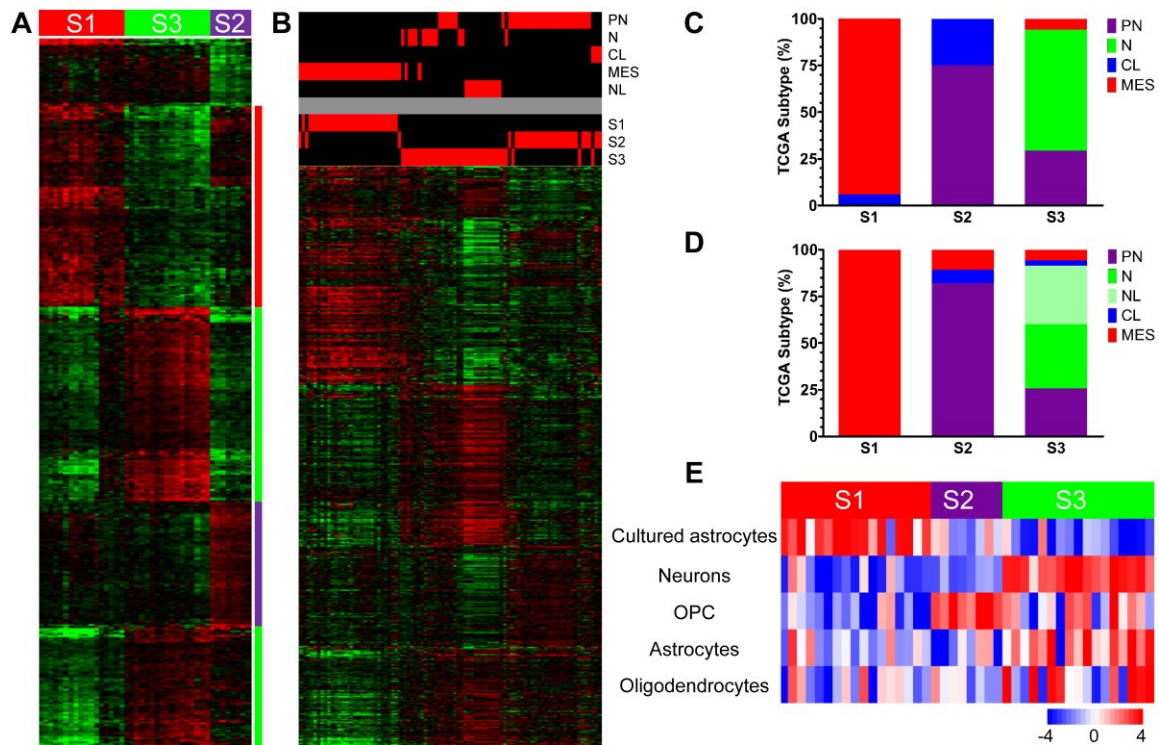 A
S1 S3 S2
B
PN
N
CL
MES
NL
S1
S2
S3
C
TCGA Subtype (%)
100
75
50
25
0
S1 S2 S3
PN
N
CL
MES
D
TCGA Subtype (%)
100
75
50
25
0
S1 S2 S3
PN
N
NL
CL
MES
E
S1 S2 S3
Cultured astrocytes
Neurons
OPC
Astrocytes
Oligodendrocytes
-4 0 4